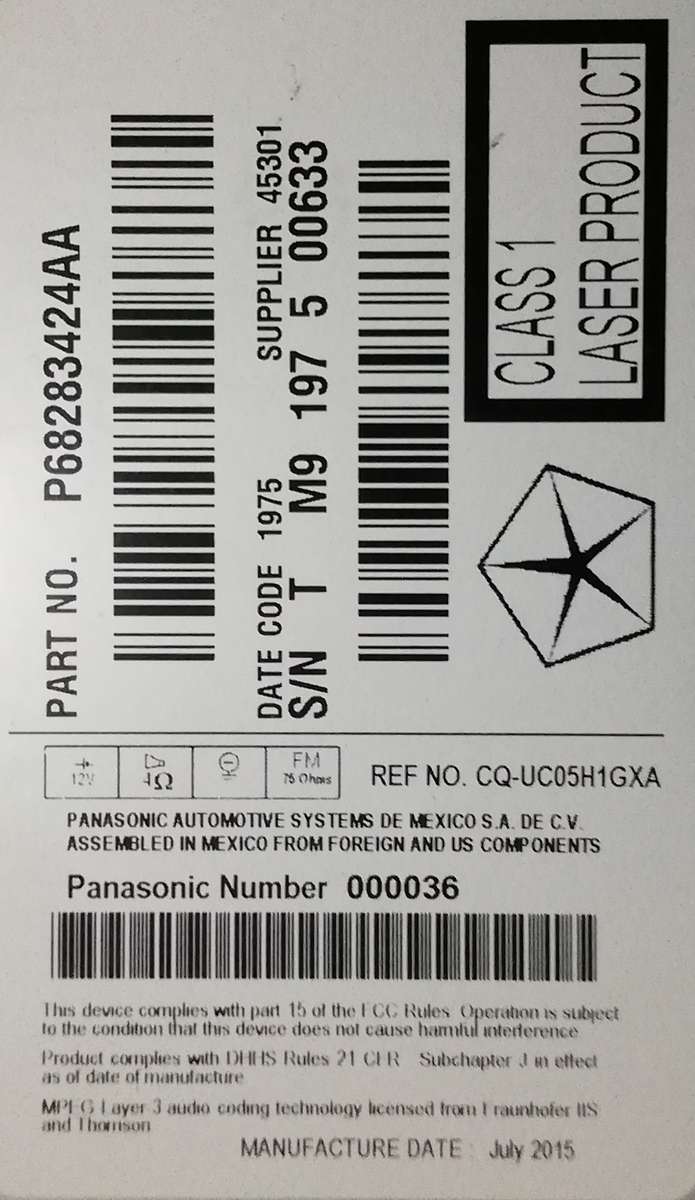 PART NO. P68283424AA
DATE CODE 1975 SUPPLIER 45301
S/N T M9 197 5 00633
CLASS 1
LASER PRODUCT
12V
4Ω
FM
75 Ohms
REF NO. CQ-UC05H1GXA
PANASONIC AUTOMOTIVE SYSTEMS DE MEXICO S.A. DE C.V.
ASSEMBLED IN MEXICO FROM FOREIGN AND US COMPONENTS
Panasonic Number 000036
This device complies with part 15 of the FCC Rules Operation is subject
to the condition that this device does not cause harmful interference
Product complies with DHHS Rules 21 CFR Subchapter J in effect
as of date of manufacture
MPEG Layer 3 audio coding technology licensed from Fraunhofer IIS
and Thomson
MANUFACTURE DATE : July 2015